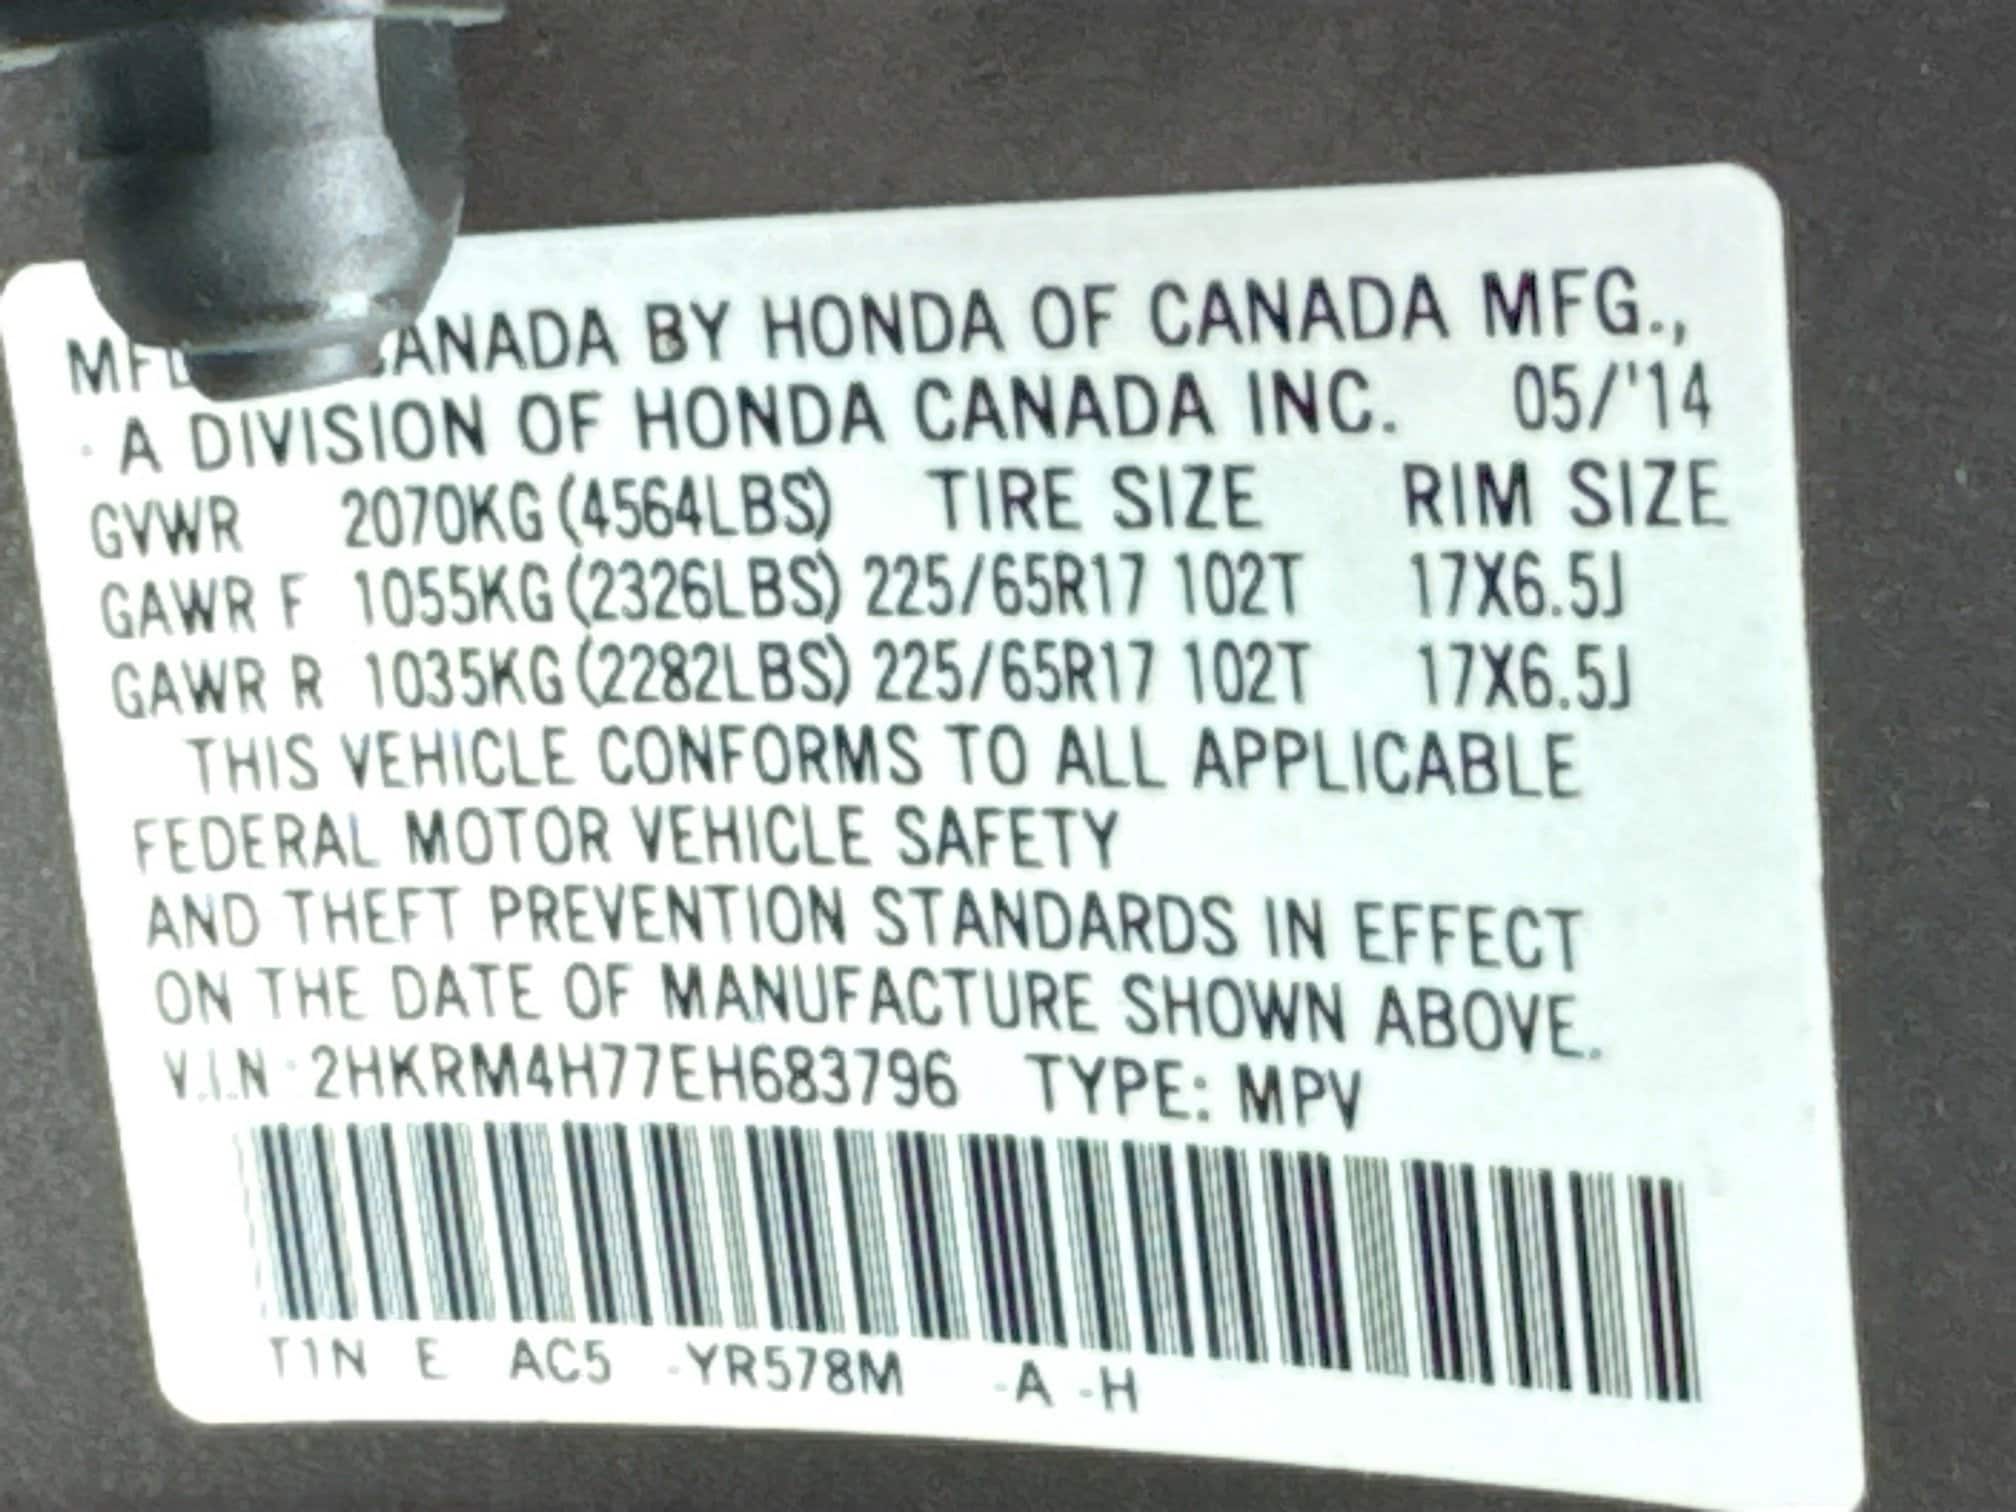 CANADA BY HONDA OF CANADA MFG.,
A DIVISION OF HONDA CANADA INC. 05/'14
GVWR 2070KG (4564LBS) TIRE SIZE RIM SIZE
GAWR F 1055KG (2326LBS) 225/65R17 102T 17X6.5J
GAWR R 1035KG (2282LBS) 225/65R17 102T 17X6.5J
THIS VEHICLE CONFORMS TO ALL APPLICABLE
FEDERAL MOTOR VEHICLE SAFETY
AND THEFT PREVENTION STANDARDS IN EFFECT
ON THE DATE OF MANUFACTURE SHOWN ABOVE.
V.I.N : 2HKRM4H77EH683796 TYPE: MPV
T1N E AC5 -YR578M -A -H